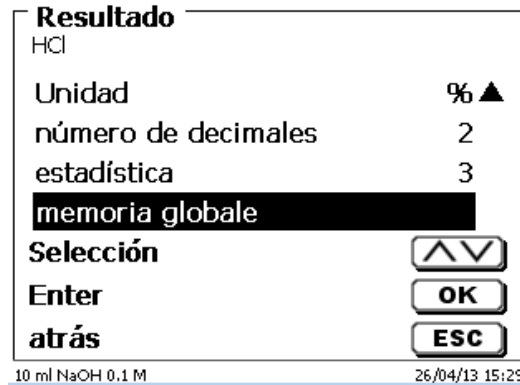 Resultado
HCl
Unidad %
número de decimales 2
estadística 3
memoria globale
Selección
Enter OK
atrás ESC
10 ml NaOH 0.1 M 26/04/13 15:29